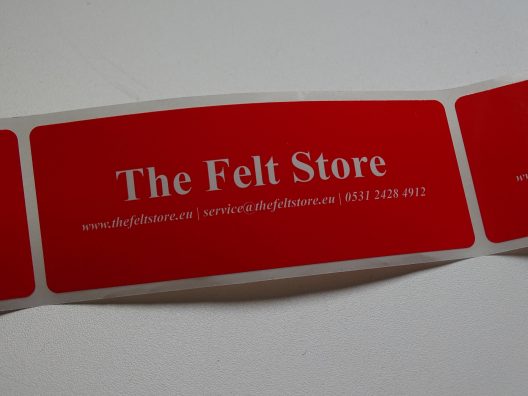 The Felt Store
www.thefeltstore.eu | service@thefeltstore.eu | 0531 2428 4912